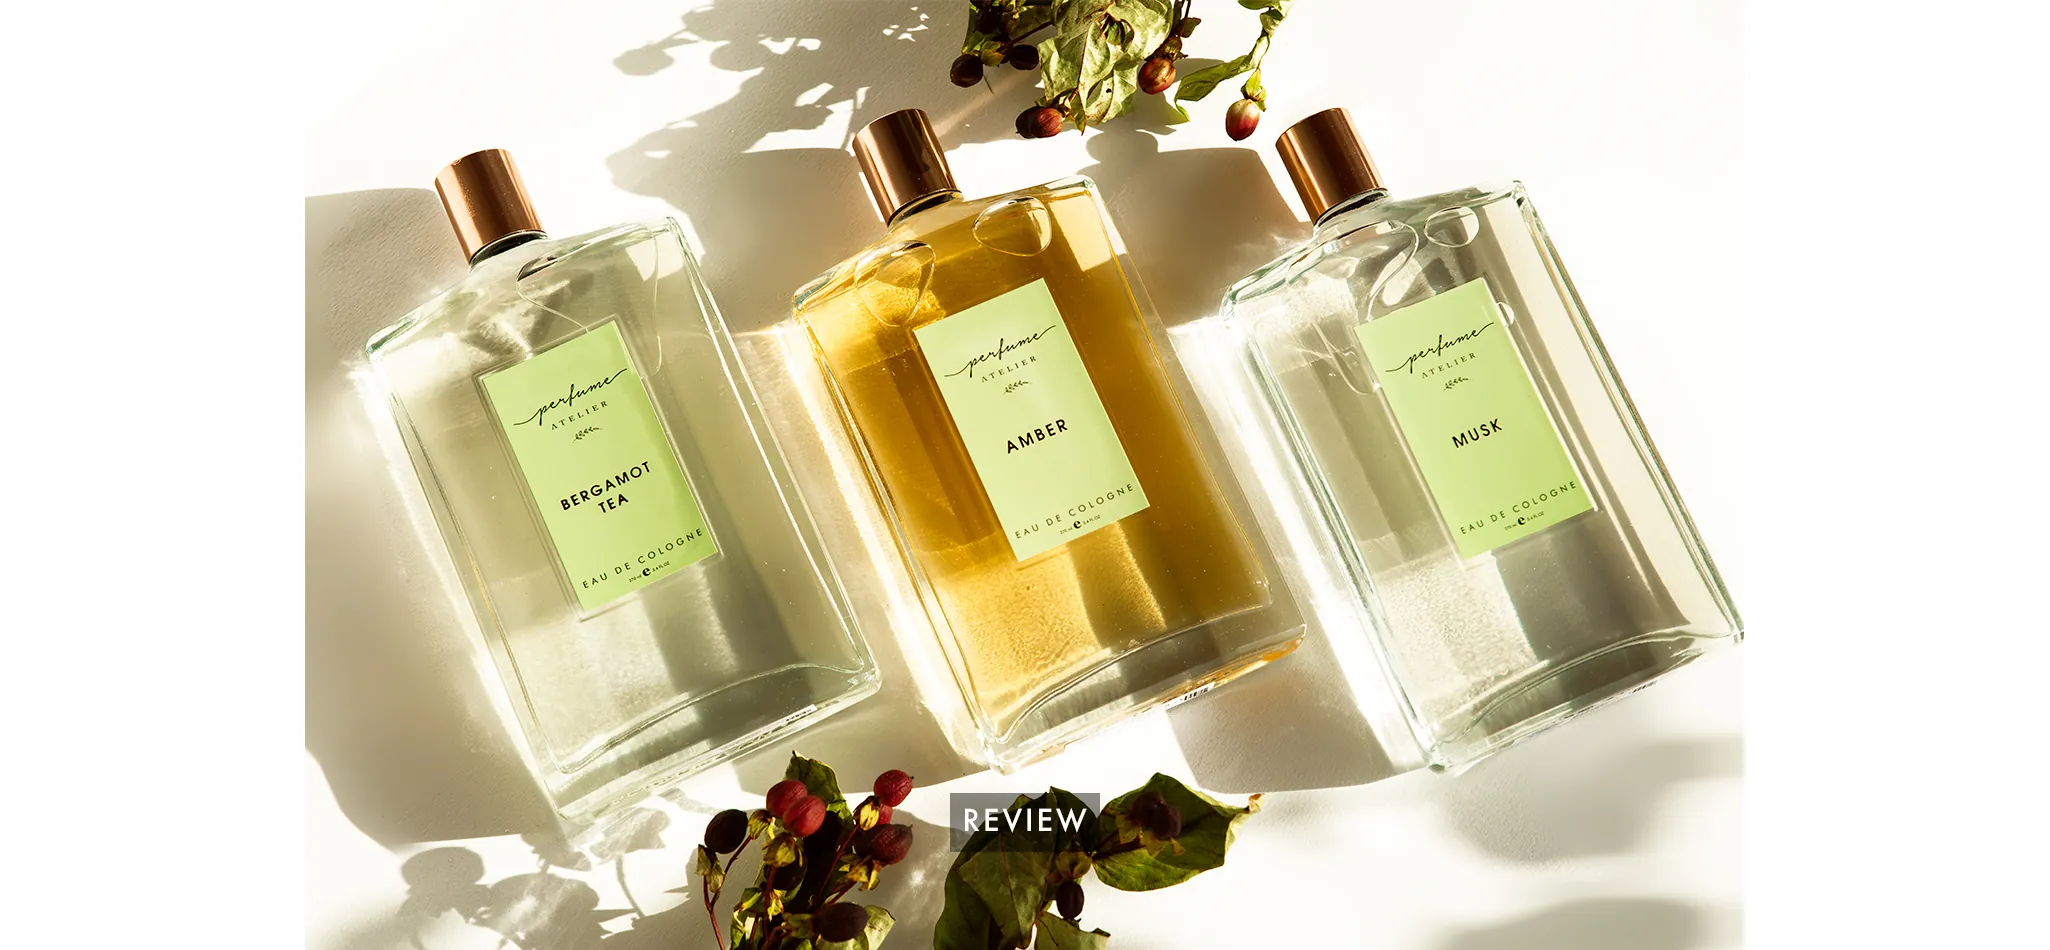 perfume
ATELIER
BERGAMOT
TEA
EAU DE COLOGNE
perfume
ATELIER
AMBER
EAU DE COLOGNE
perfume
ATELIER
MUSK
EAU DE COLOGNE
REVIEW